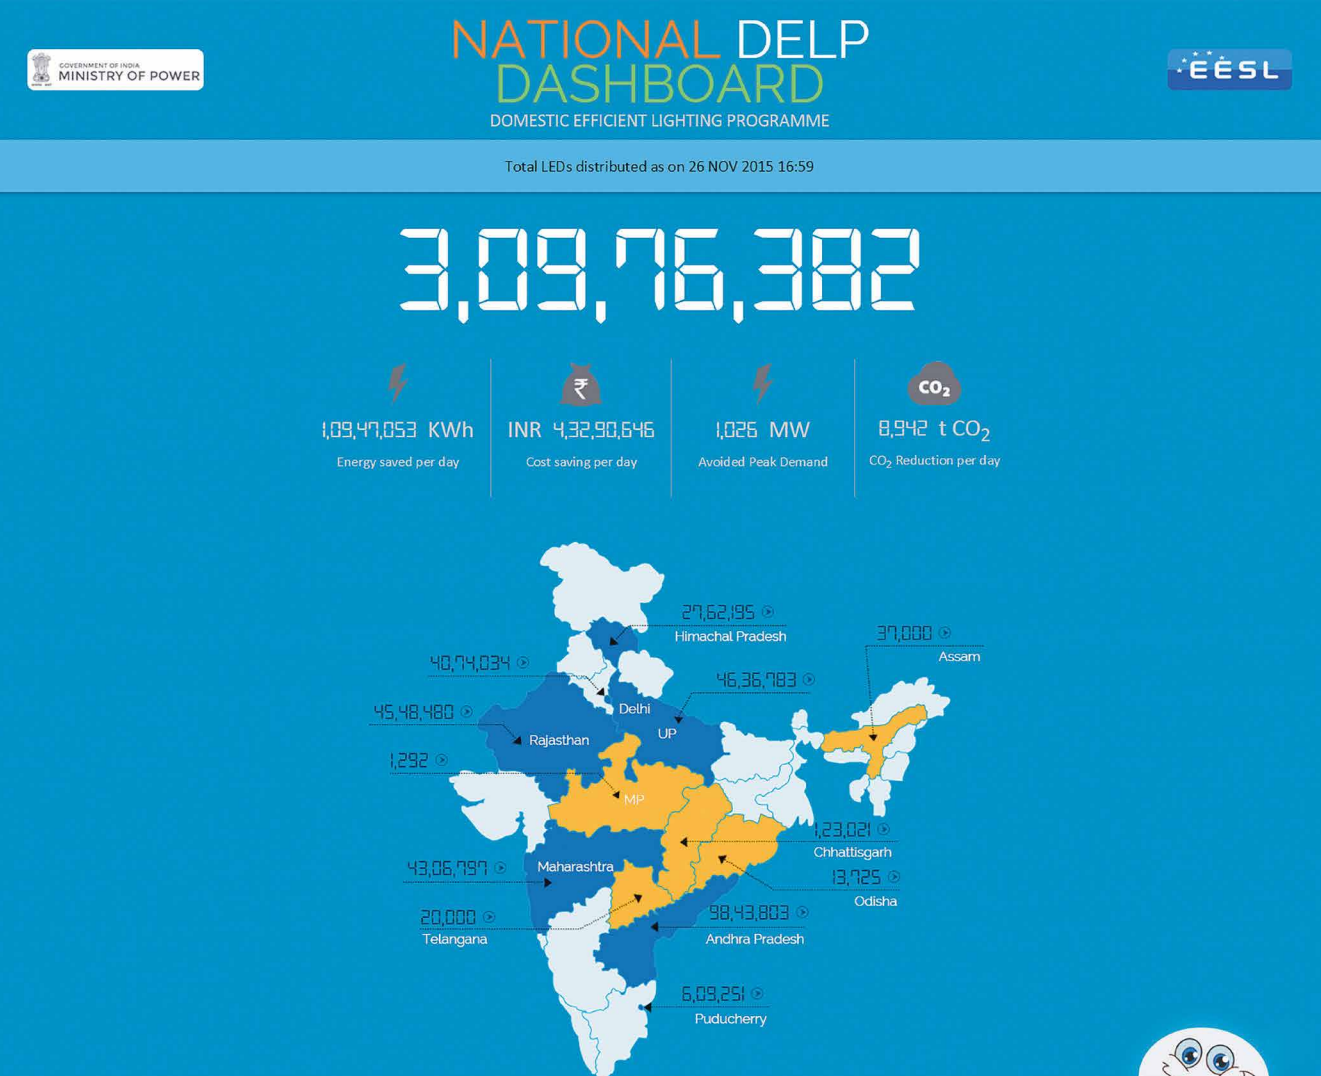 GOVERNMENT OF INDIA
MINISTRY OF POWER
NATIONAL DELP
DASHBOARD
DOMESTIC EFFICIENT LIGHTING PROGRAMME
EESL
Total LEDs distributed as on 26 NOV 2015 16:59
3,09,76,382
1,09,47,053 KWh
Energy saved per day
INR 4,32,90,646
Cost saving per day
1,026 MW
Avoided Peak Demand
CO2
8,942 t CO2
CO2 Reduction per day
27,62,195
Himachal Pradesh
37,000
Assam
40,74,034
Delhi
46,36,783
UP
45,48,480
Rajasthan
1,292
MP
1,23,021
Chhattisgarh
43,06,797
Maharashtra
13,725
Odisha
20,000
Telangana
98,43,803
Andhra Pradesh
6,09,251
Puducherry